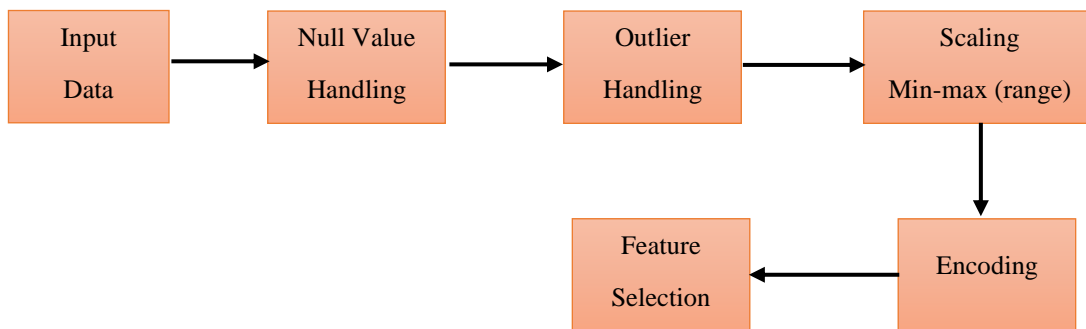 Input
Data
Null Value
Handling
Outlier
Handling
Scaling
Min-max (range)
Encoding
Feature
Selection